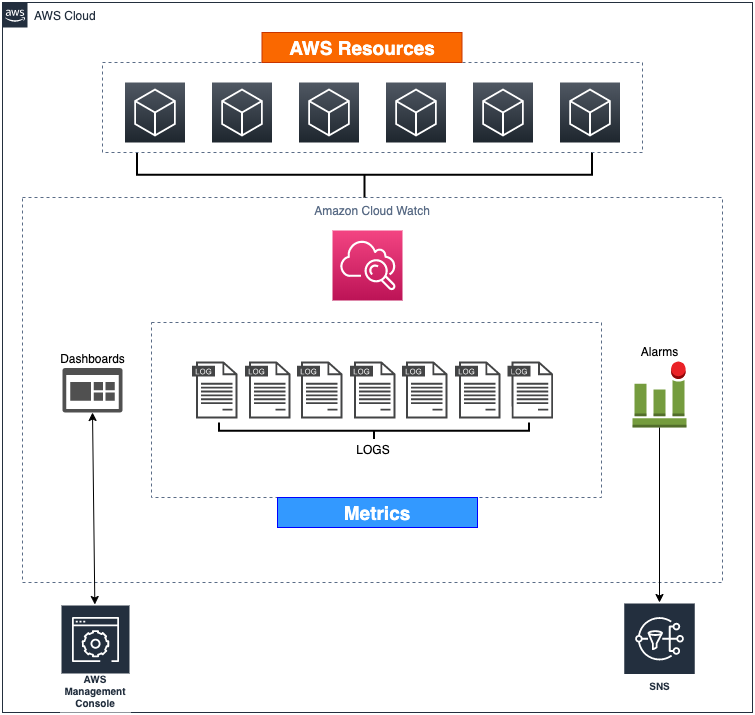 aws
AWS Cloud
AWS Resources
Amazon Cloud Watch
Dashboards
Alarms
LOG
LOG
LOG
LOG
LOG
LOG
LOG
LOGS
Metrics
AWS
Management
Console
SNS